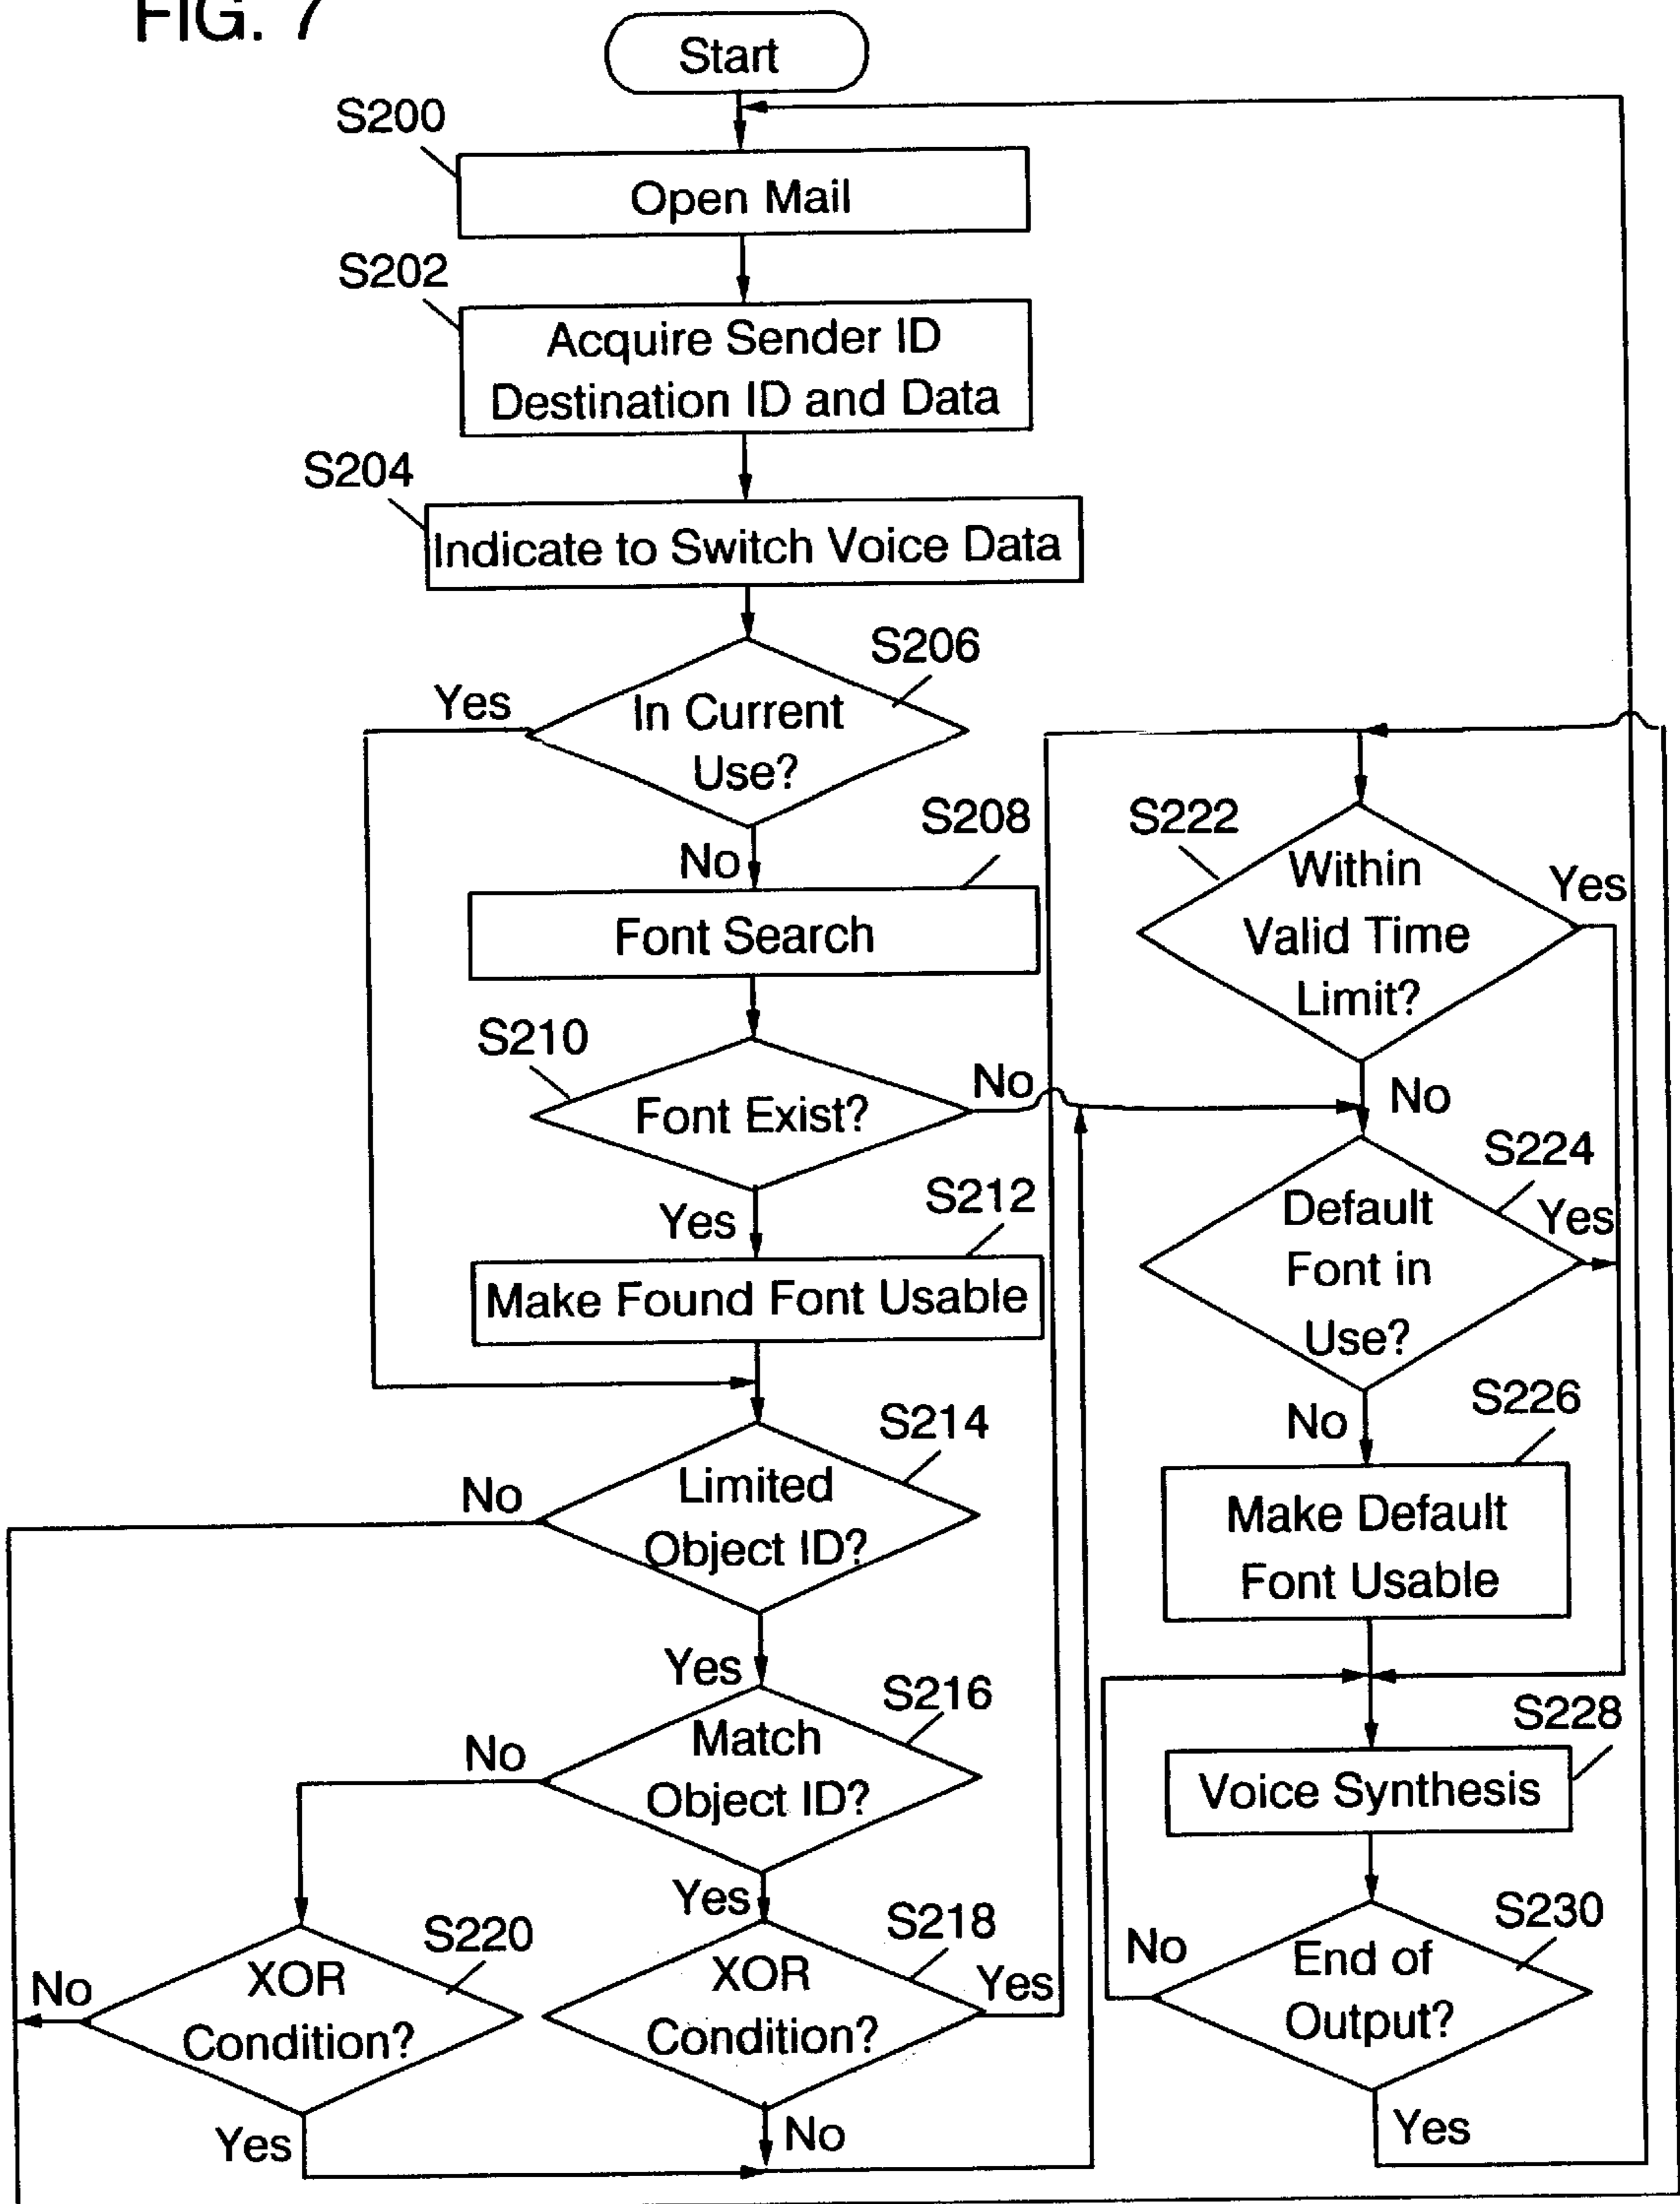 FIG. 7
Start
S200
Open Mail
S202
Acquire Sender ID
Destination ID and Data
S204
Indicate to Switch Voice Data
S206
Yes
In Current
Use?
No
S208
Font Search
S210
Font Exist?
No
Yes
S212
Make Found Font Usable
S214
No
Limited
Object ID?
Yes
S216
No
Match
Object ID?
Yes
S220
No
XOR
Condition?
Yes
S218
XOR
Condition?
Yes
No
S222
Within
Valid Time
Limit?
Yes
No
S224
Default
Font in
Use?
Yes
No
S226
Make Default
Font Usable
S228
Voice Synthesis
S230
No
End of
Output?
Yes